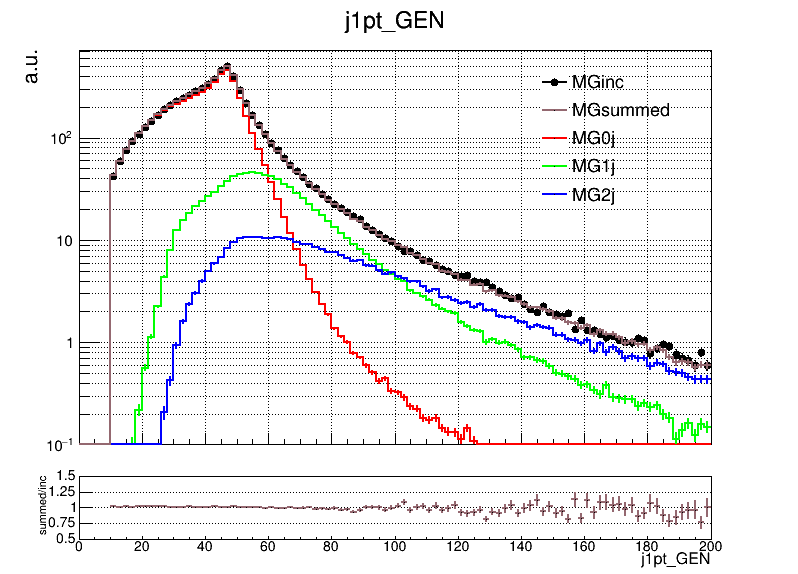 j1pt_GEN
a.u.
MGinc
MGsummed
MG0j
MG1j
MG2j
10²
10
1
10⁻¹
summed/inc
1.5
1.25
1
0.75
0.5
0 20 40 60 80 100 120 140 160 180 200
j1pt_GEN